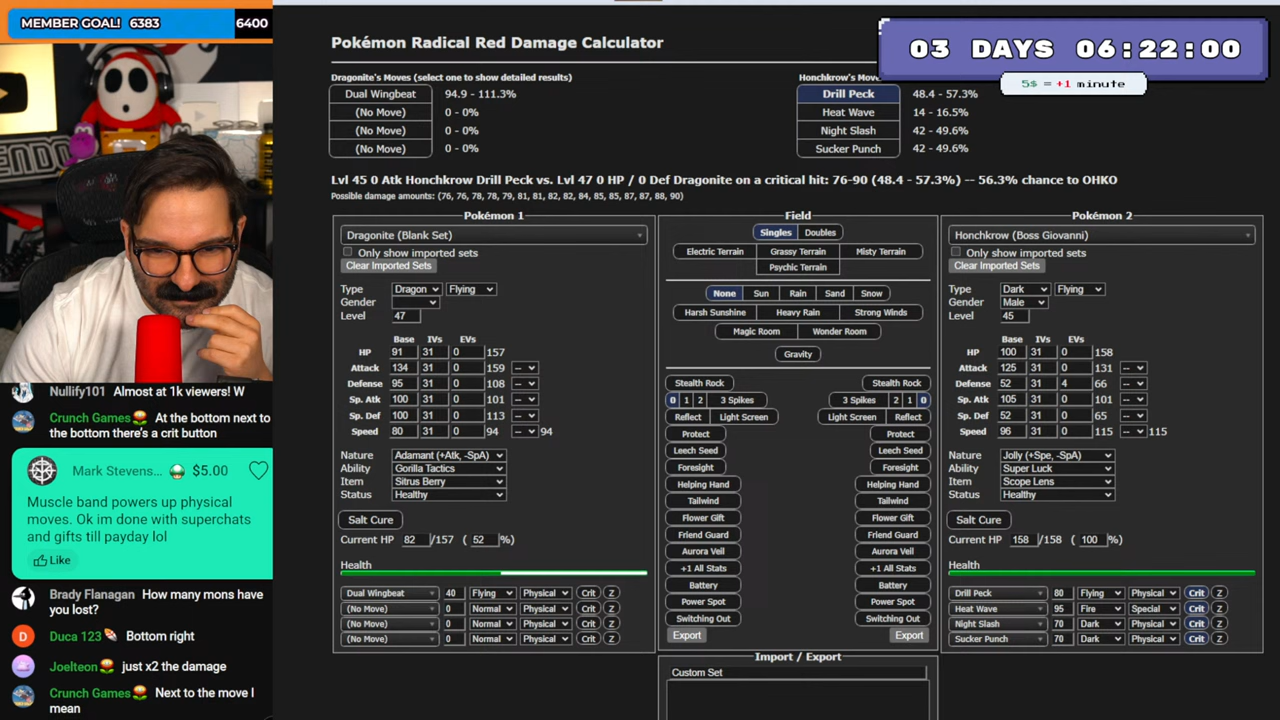 MEMBER GOAL! 6383
6400
Nullify101 Almost at 1k viewers! W
Crunch Games At the bottom next to
the bottom there's a crit button
Mark Stevens... $5.00
Muscle band powers up physical
moves. Ok im done with superchats
and gifts till payday lol
Like
Brady Flanagan How many mons have
you lost?
Duca 123 Bottom right
Joelteon just x2 the damage
Crunch Games Next to the move I
mean
03 DAYS 06:22:00
5$ = +1 minute
Pokémon Radical Red Damage Calculator
Dragonite's Moves (select one to show detailed results)
Dual Wingbeat 94.9 - 111.3%
(No Move) 0 - 0%
(No Move) 0 - 0%
(No Move) 0 - 0%
Honchkrow's Move
Drill Peck 48.4 - 57.3%
Heat Wave 14 - 16.5%
Night Slash 42 - 49.6%
Sucker Punch 42 - 49.6%
Lvl 45 0 Atk Honchkrow Drill Peck vs. Lvl 47 0 HP / 0 Def Dragonite on a critical hit: 76-90 (48.4 - 57.3%) -- 56.3% chance to OHKO
Possible damage amounts: (76, 76, 78, 78, 79, 81, 81, 82, 82, 84, 85, 85, 87, 87, 88, 90)
Pokémon 1
Dragonite (Blank Set)
Only show imported sets
Clear Imported Sets
Type Dragon Flying
Gender
Level 47
Base IVs EVs
HP 91 31 0 157
Attack 134 31 0 159 --
Defense 95 31 0 108 --
Sp. Atk 100 31 0 101 --
Sp. Def 100 31 0 113 --
Speed 80 31 0 94 -- 94
Nature Adamant (+Atk, -SpA)
Ability Gorilla Tactics
Item Sitrus Berry
Status Healthy
Salt Cure
Current HP 82 /157 ( 52 %)
Health
Dual Wingbeat 40 Flying Physical Crit Z
(No Move) 0 Normal Physical Crit Z
(No Move) 0 Normal Physical Crit Z
(No Move) 0 Normal Physical Crit Z
Field
Singles Doubles
Electric Terrain Grassy Terrain Misty Terrain
Psychic Terrain
None Sun Rain Sand Snow
Harsh Sunshine Heavy Rain Strong Winds
Magic Room Wonder Room
Gravity
Stealth Rock Stealth Rock
0 1 2 3 Spikes 3 Spikes 2 1 0
Reflect Light Screen Light Screen Reflect
Protect Protect
Leech Seed Leech Seed
Foresight Foresight
Helping Hand Helping Hand
Tailwind Tailwind
Flower Gift Flower Gift
Friend Guard Friend Guard
Aurora Veil Aurora Veil
+1 All Stats +1 All Stats
Battery Battery
Power Spot Power Spot
Switching Out Switching Out
Export Export
Import / Export
Custom Set
Pokémon 2
Honchkrow (Boss Giovanni)
Only show imported sets
Clear Imported Sets
Type Dark Flying
Gender Male
Level 45
Base IVs EVs
HP 100 31 0 158
Attack 125 31 0 131 --
Defense 52 31 4 66 --
Sp. Atk 105 31 0 101 --
Sp. Def 52 31 0 65 --
Speed 96 31 0 115 -- 115
Nature Jolly (+Spe, -SpA)
Ability Super Luck
Item Scope Lens
Status Healthy
Salt Cure
Current HP 158 /158 ( 100 %)
Health
Drill Peck 80 Flying Physical Crit Z
Heat Wave 95 Fire Special Crit Z
Night Slash 70 Dark Physical Crit Z
Sucker Punch 70 Dark Physical Crit Z